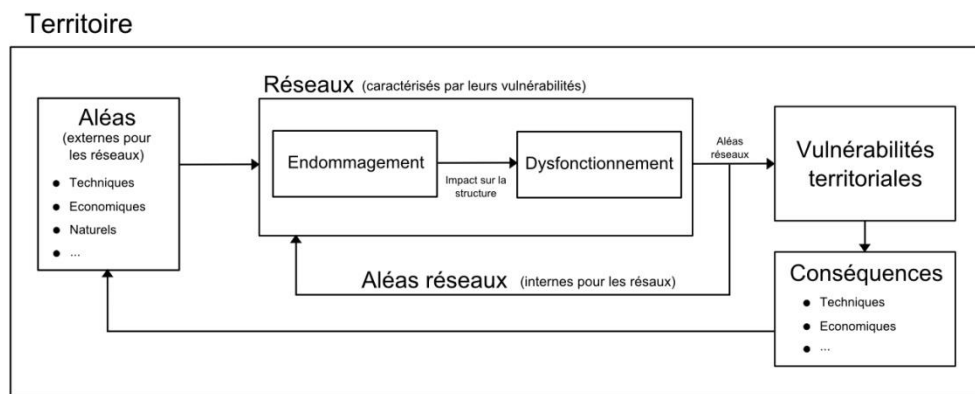 Territoire
Réseaux (caractérisés par leurs vulnérabilités)
Aléas
(externes pour
les réseaux)
Techniques
Economiques
Naturels
...
Endommagement
Impact sur la
structure
Dysfonctionnement
Aléas
réseaux
Vulnérabilités
territoriales
Aléas réseaux (internes pour les résaux)
Conséquences
Techniques
Economiques
...